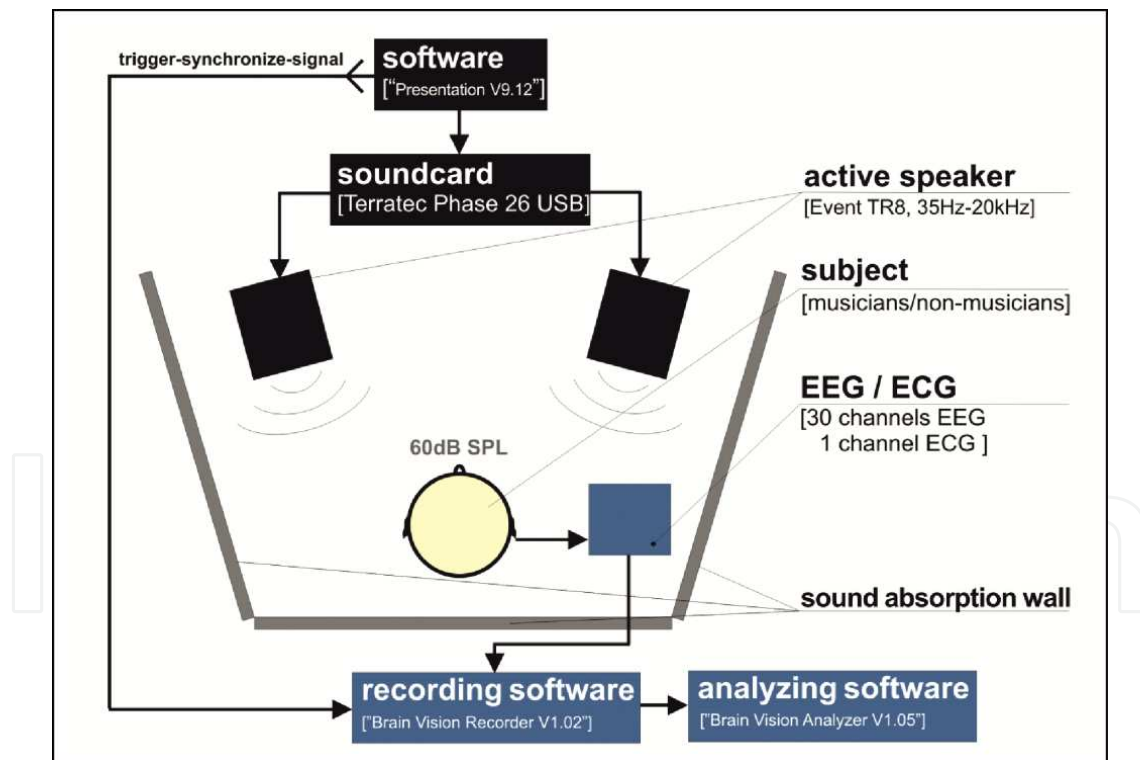 trigger-synchronize-signal
software
["Presentation V9.12"]
soundcard
[Terratec Phase 26 USB]
active speaker
[Event TR8, 35Hz-20kHz]
subject
[musicians/non-musicians]
EEG / ECG
[30 channels EEG
1 channel ECG ]
60dB SPL
sound absorption wall
recording software
["Brain Vision Recorder V1.02"]
analyzing software
["Brain Vision Analyzer V1.05"]